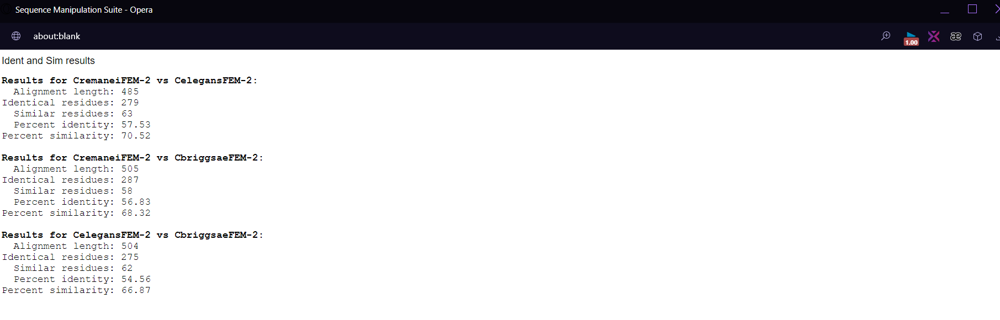 Sequence Manipulation Suite - Opera
about:blank
1.00
æ
Ident and Sim results
Results for CremaneiFEM-2 vs CelegansFEM-2:
Alignment length: 485
Identical residues: 279
Similar residues: 63
Percent identity: 57.53
Percent similarity: 70.52
Results for CremaneiFEM-2 vs CbriggsaeFEM-2:
Alignment length: 505
Identical residues: 287
Similar residues: 58
Percent identity: 56.83
Percent similarity: 68.32
Results for CelegansFEM-2 vs CbriggsaeFEM-2:
Alignment length: 504
Identical residues: 275
Similar residues: 62
Percent identity: 54.56
Percent similarity: 66.87